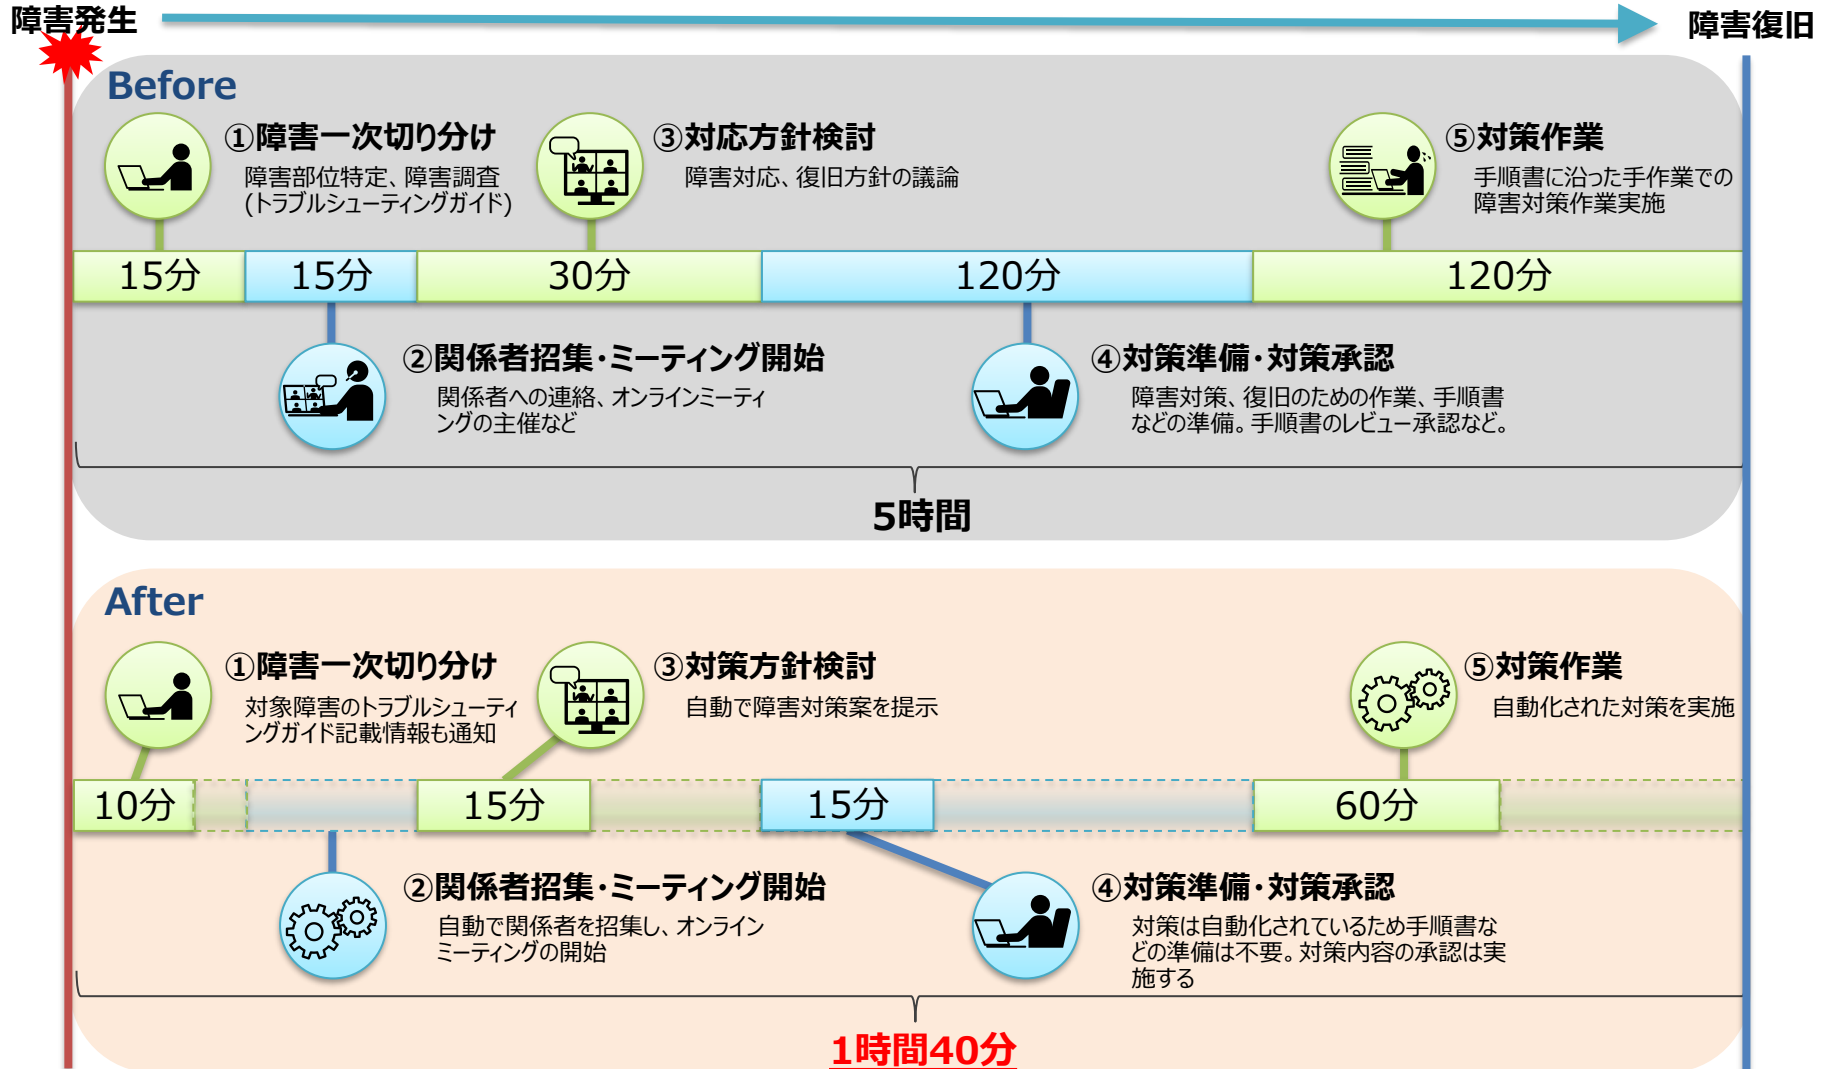 障害発生
障害復旧
Before
①障害一次切り分け
障害部位特定、障害調査
(トラブルシューティングガイド)
③対応方針検討
障害対応、復旧方針の議論
⑤対策作業
手順書に沿った手作業での
障害対策作業実施
15分
15分
30分
120分
120分
②関係者招集・ミーティング開始
関係者への連絡、オンラインミーティ
ングの主催など
④対策準備・対策承認
障害対策、復旧のための作業、手順書
などの準備。手順書のレビュー承認など。
5時間
After
①障害一次切り分け
対象障害のトラブルシューティ
ングガイド記載情報も通知
③対策方針検討
自動で障害対策案を提示
⑤対策作業
自動化された対策を実施
10分
15分
15分
60分
②関係者招集・ミーティング開始
自動で関係者を招集し、オンライン
ミーティングの開始
④対策準備・対策承認
対策は自動化されているため手順書な
どの準備は不要。対策内容の承認は実
施する
1時間40分